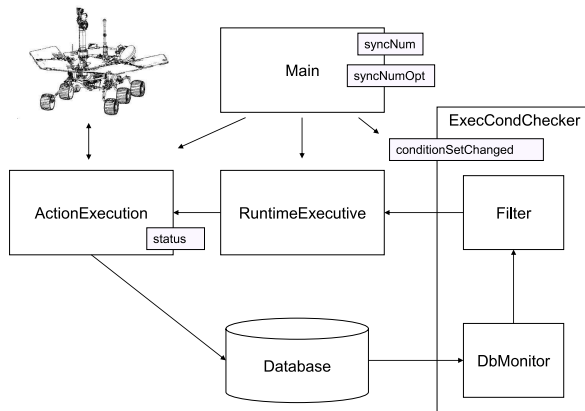 syncNum
Main
syncNumOpt
ExecCondChecker
conditionSetChanged
ActionExecution
RuntimeExecutive
Filter
status
Database
DbMonitor